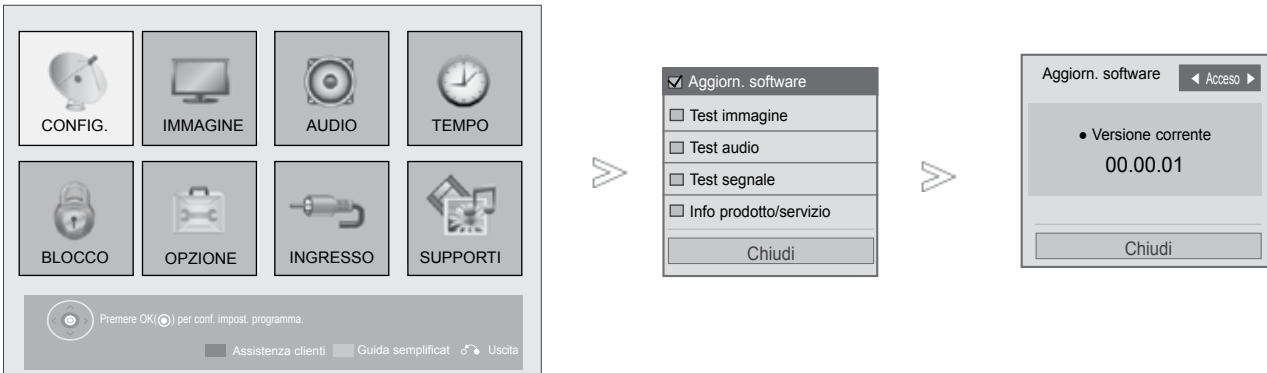 CONFIG. IMMAGINE AUDIO TEMPO
BLOCCO OPZIONE INGRESSO SUPPORTI
Premere OK( ) per conf. impost. programma.
Assistenza clienti Guida semplificat Uscita
Aggiorn. software
Test immagine
Test audio
Test segnale
Info prodotto/servizio
Chiudi
Aggiorn. software ◀ Acceso ▶
• Versione corrente
00.00.01
Chiudi